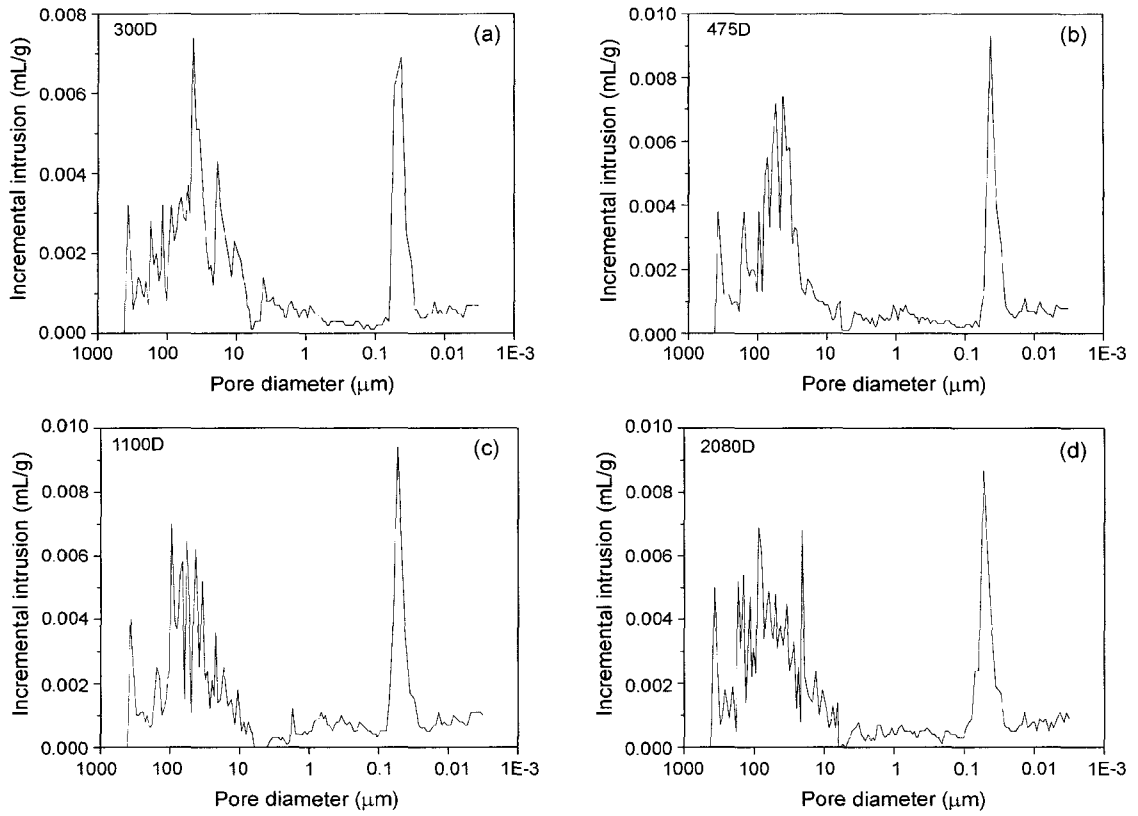 300D
(a)
0.008
0.006
0.004
0.002
0.000
Incremental intrusion (mL/g)
1000 100 10 1 0.1 0.01 1E-3
Pore diameter (μm)
475D
(b)
0.010
0.008
0.006
0.004
0.002
0.000
Incremental intrusion (mL/g)
1000 100 10 1 0.1 0.01 1E-3
Pore diameter (μm)
1100D
(c)
0.010
0.008
0.006
0.004
0.002
0.000
Incremental intrusion (mL/g)
1000 100 10 1 0.1 0.01 1E-3
Pore diameter (μm)
2080D
(d)
0.010
0.008
0.006
0.004
0.002
0.000
Incremental intrusion (mL/g)
1000 100 10 1 0.1 0.01 1E-3
Pore diameter (μm)